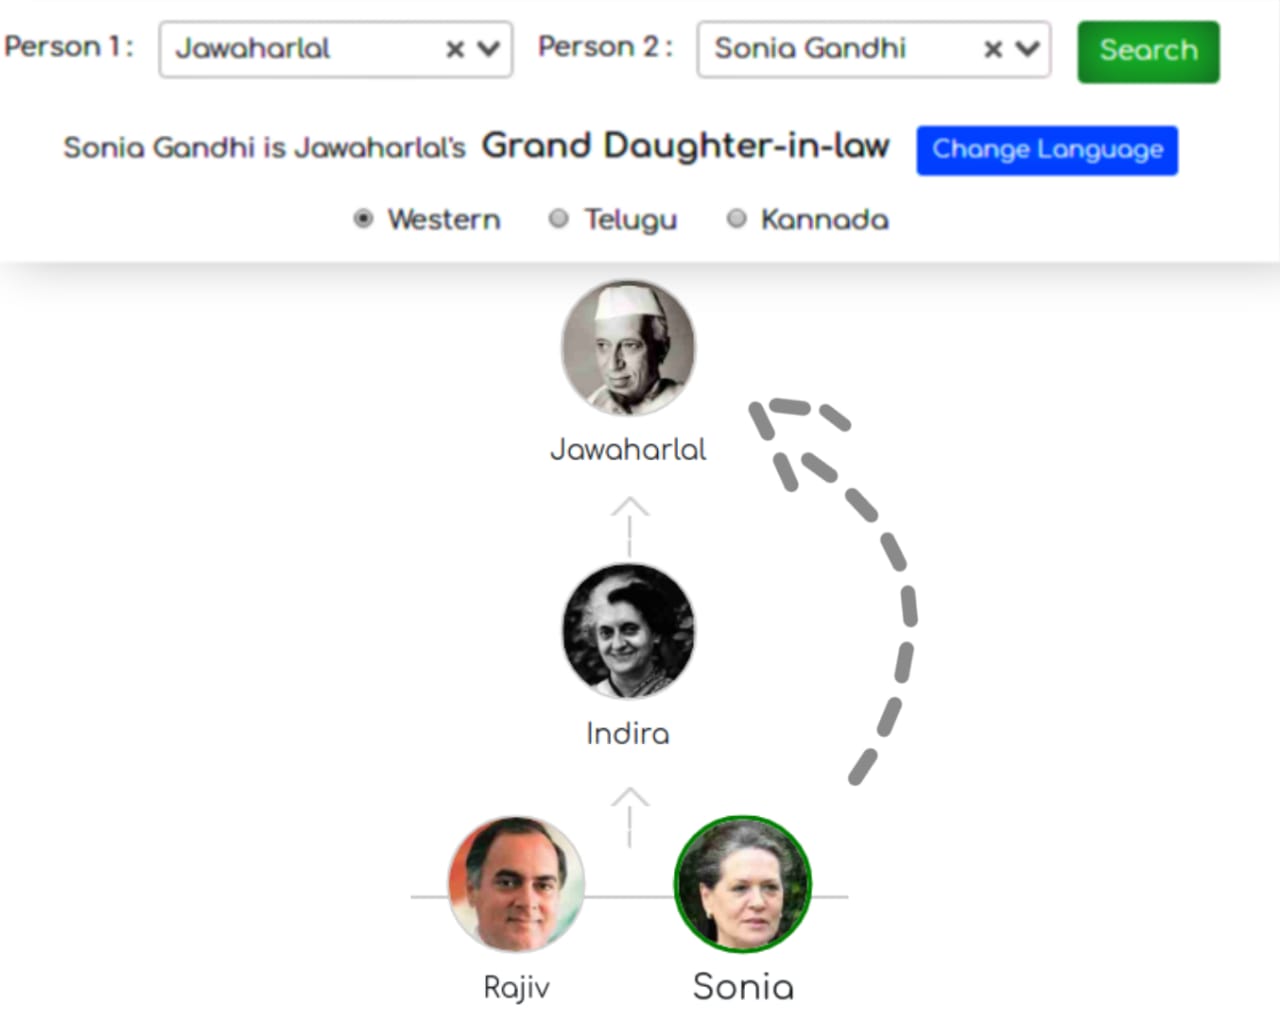 Person 1 : Jawaharlal Person 2 : Sonia Gandhi Search
Sonia Gandhi is Jawaharlal's Grand Daughter-in-law Change Language
Western Telugu Kannada
Jawaharlal
Indira
Rajiv Sonia